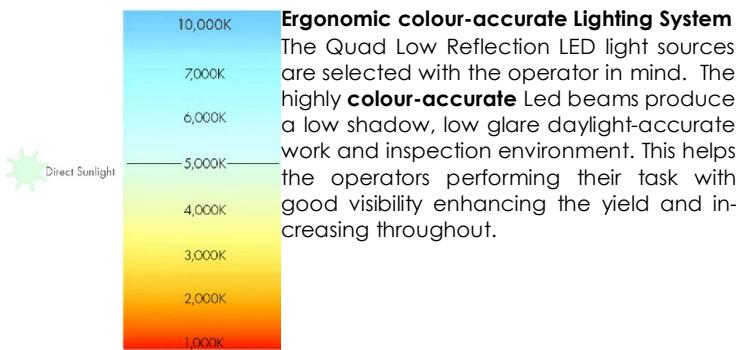 10,000K
7,000K
6,000K
Direct Sunlight
5,000K
4,000K
3,000K
2,000K
1,000K
Ergonomic colour-accurate Lighting System
The Quad Low Reflection LED light sources
are selected with the operator in mind. The
highly colour-accurate Led beams produce
a low shadow, low glare daylight-accurate
work and inspection environment. This helps
the operators performing their task with
good visibility enhancing the yield and in-
creasing throughout.